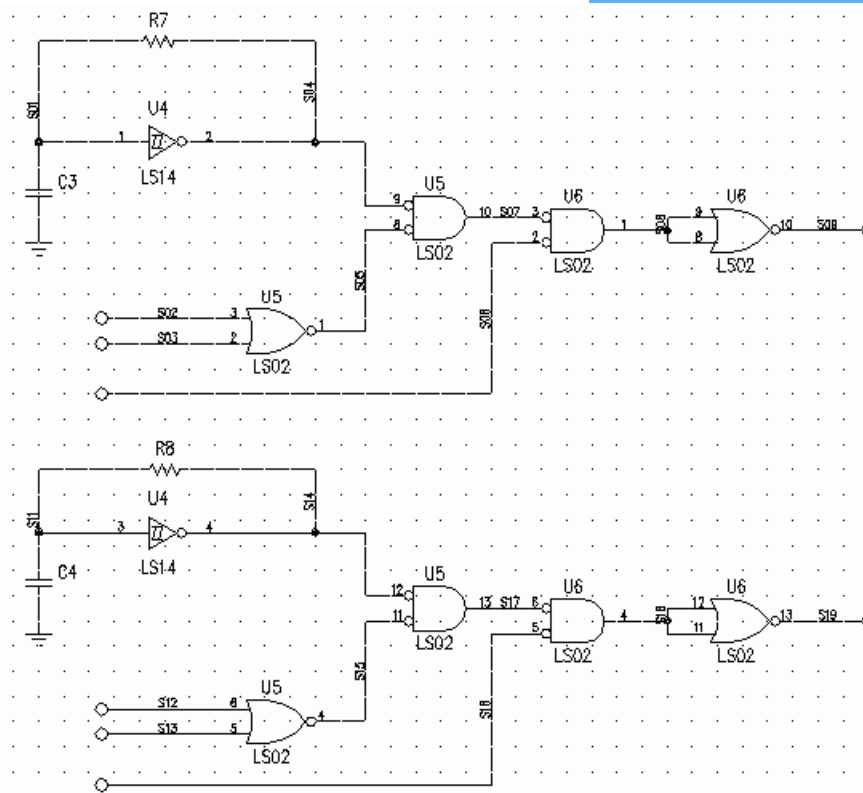 R7
S01
S04
U4
1 2
LS14
C3
U5
9
8
10 S07
LS02
U6
3
2
1
LS02
S08
U6
9
8
10 S09
LS02
S05
S06
U5
S02 3
S03 2
1
LS02
R8
S11
S14
U4
3 4
LS14
C4
U5
12
11
13 S17
LS02
U6
6
5
4
LS02
S18
U6
12
11
13 S19
LS02
S15
S16
U5
S12 6
S13 5
4
LS02